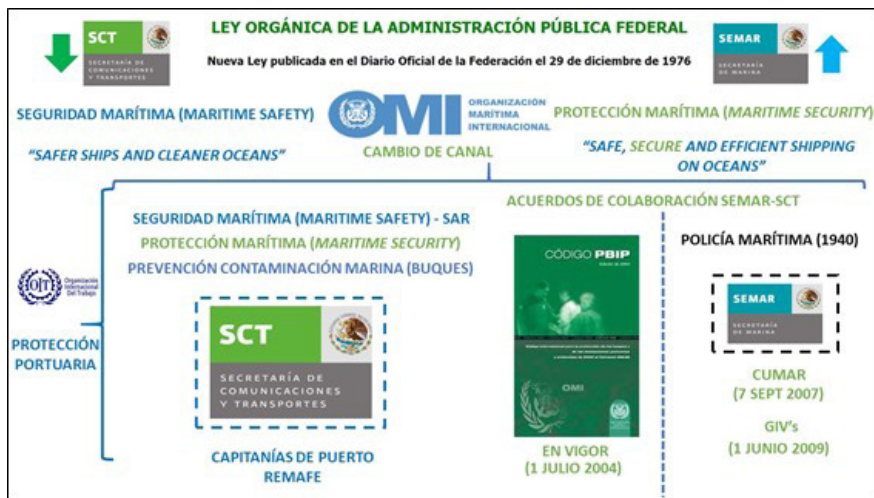 LEY ORGÁNICA DE LA ADMINISTRACIÓN PÚBLICA FEDERAL
SCT
SECRETARÍA DE
COMUNICACIONES
Y TRANSPORTES
Nueva Ley publicada en el Diario Oficial de la Federación el 29 de diciembre de 1976
SEMAR
SECRETARÍA
DE MARINA
SEGURIDAD MARÍTIMA (MARITIME SAFETY)
OMI
ORGANIZACIÓN
MARÍTIMA
INTERNACIONAL
PROTECCIÓN MARÍTIMA (MARITIME SECURITY)
"SAFER SHIPS AND CLEANER OCEANS"
CAMBIO DE CANAL
"SAFE, SECURE AND EFFICIENT SHIPPING
ON OCEANS"
SEGURIDAD MARÍTIMA (MARITIME SAFETY) - SAR
PROTECCIÓN MARÍTIMA (MARITIME SECURITY)
PREVENCIÓN CONTAMINACIÓN MARINA (BUQUES)
ACUERDOS DE COLABORACIÓN SEMAR-SCT
OIT
Organización
Internacional
Del Trabajo
PROTECCIÓN
PORTUARIA
SCT
SECRETARÍA DE
COMUNICACIONES
Y TRANSPORTES
CAPITANÍAS DE PUERTO
REMAFE
CÓDIGO PBIP
OMI
EN VIGOR
(1 JULIO 2004)
POLICÍA MARÍTIMA (1940)
SEMAR
SECRETARÍA
DE MARINA
CUMAR
(7 SEPT 2007)
GIV's
(1 JUNIO 2009)